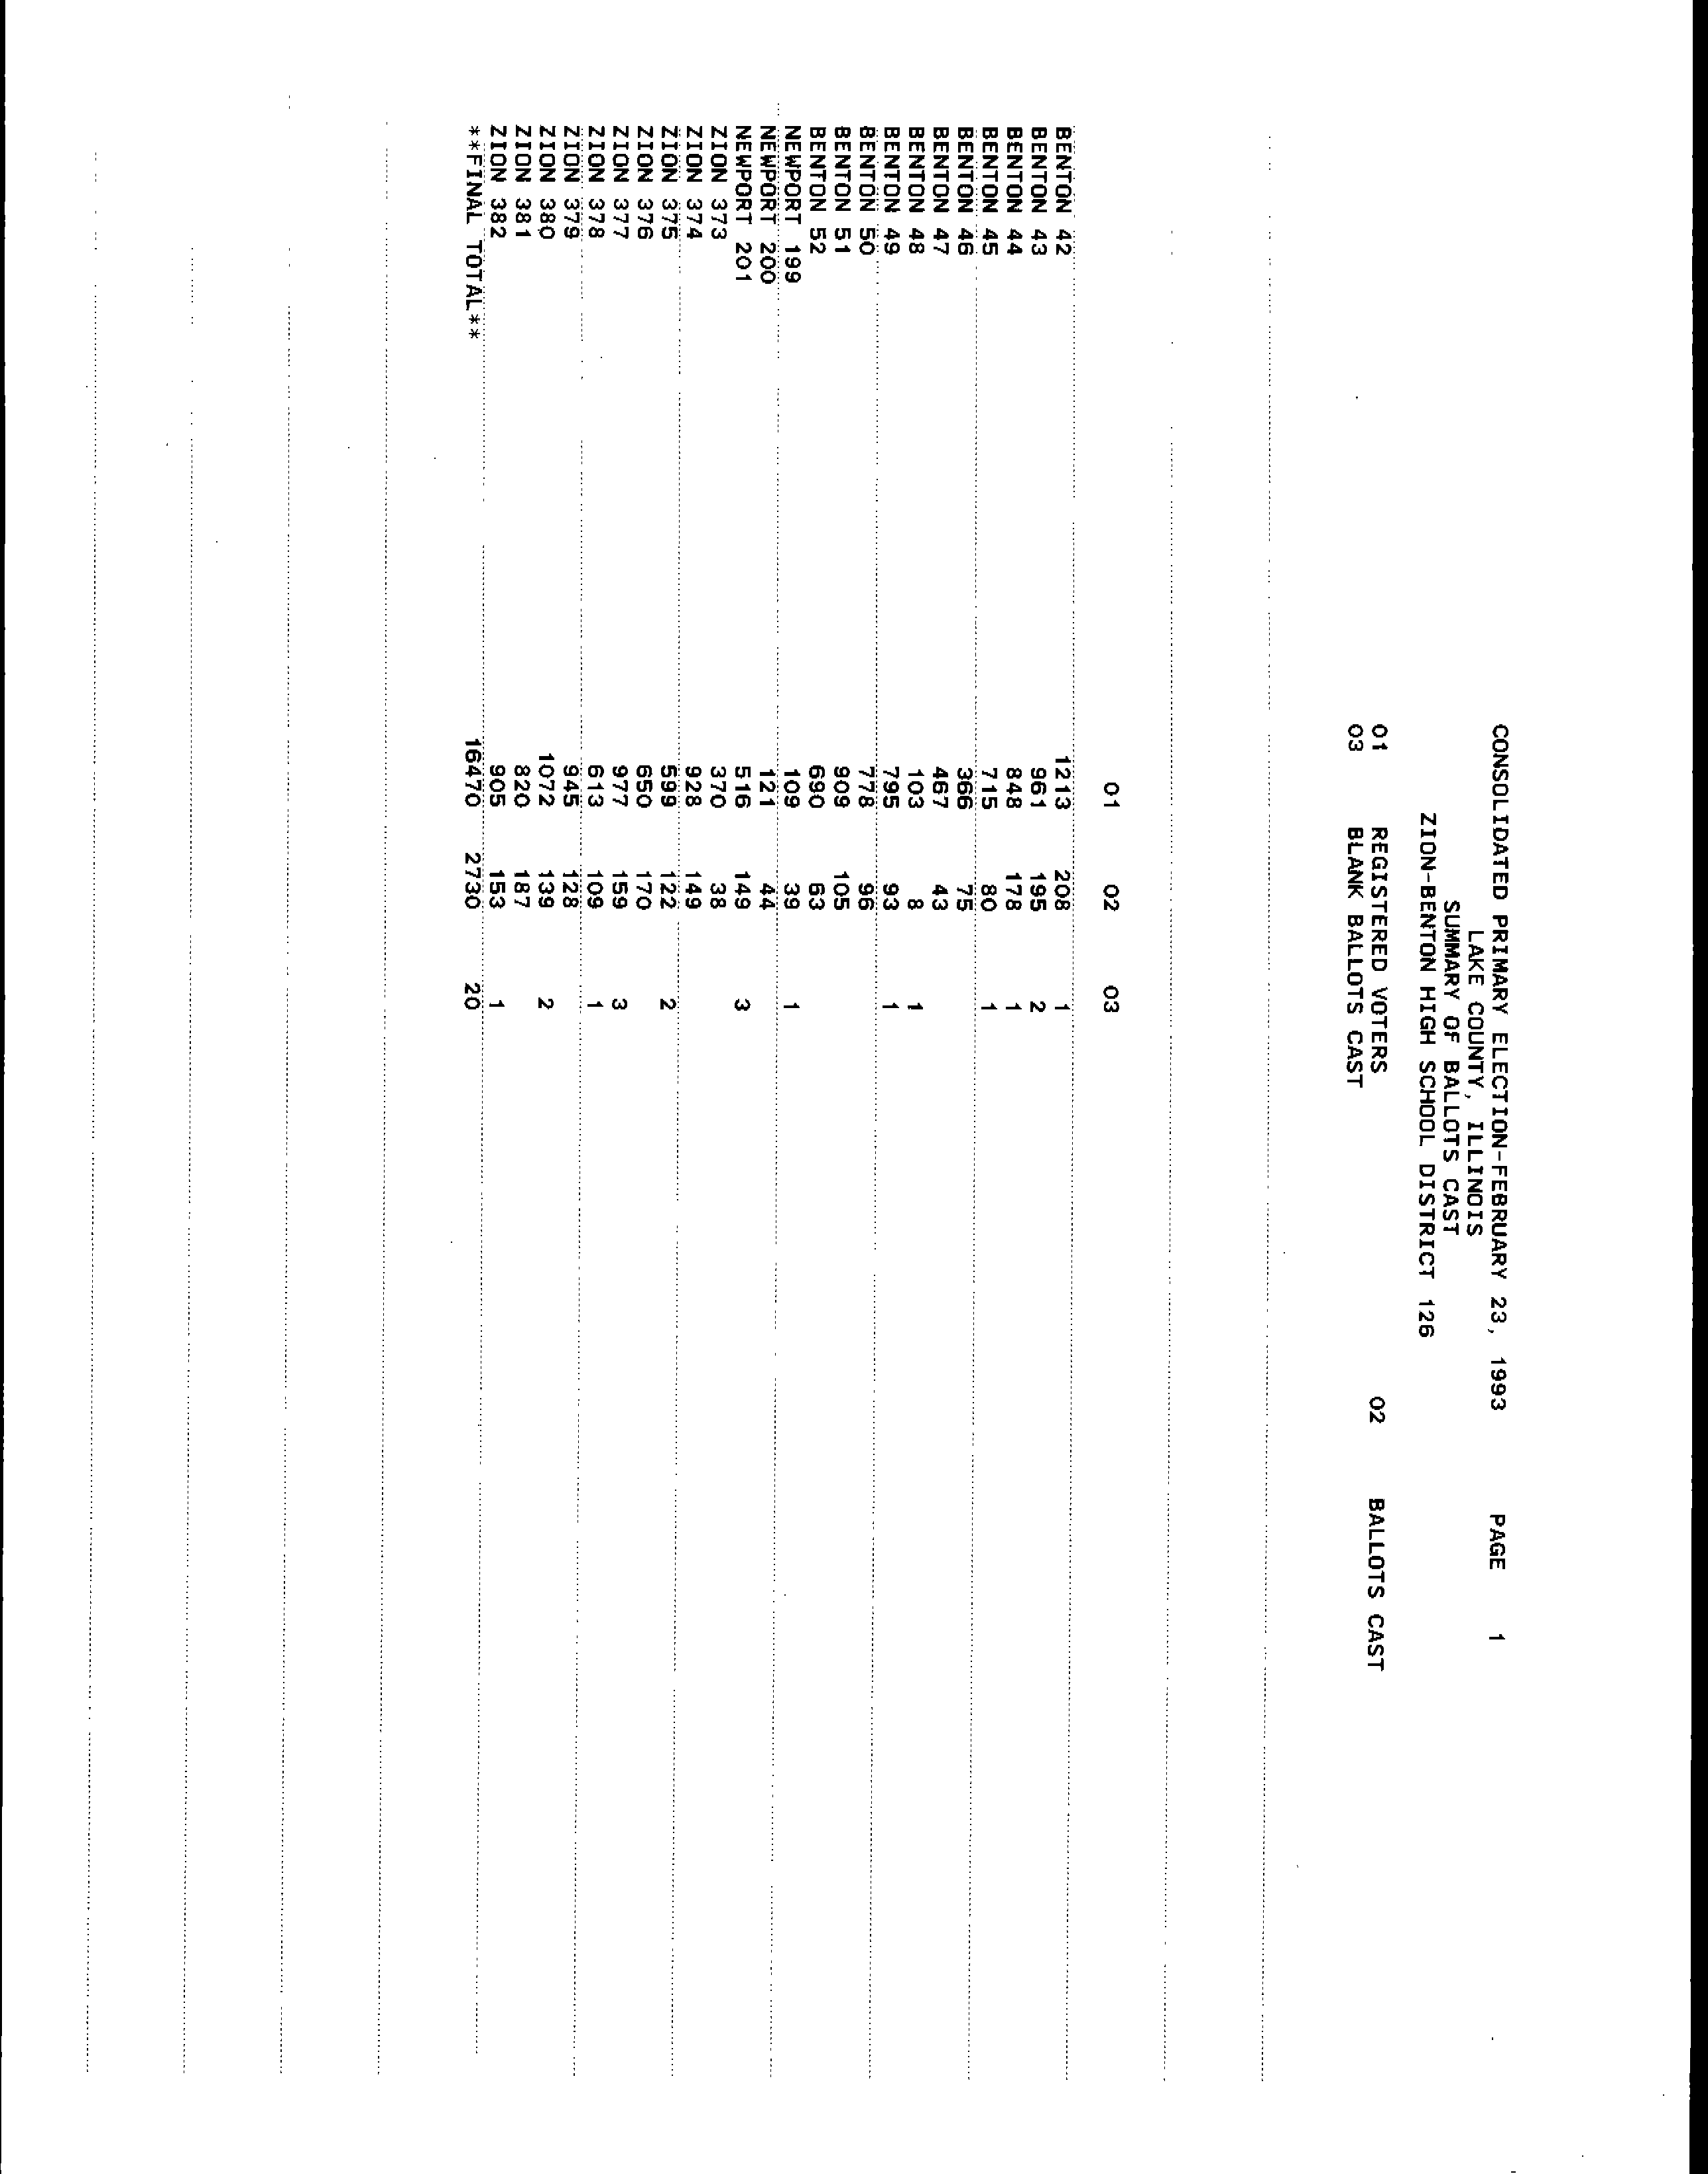 CONSOLIDATED PRIMARY ELECTION-FEBRUARY 23, 1993 PAGE 1
LAKE COUNTY, ILLINOIS
SUMMARY OF BALLOTS CAST
ZION-BENTON HIGH SCHOOL DISTRICT 126
01 REGISTERED VOTERS 02 BALLOTS CAST
03 BLANK BALLOTS CAST
01 02 03
BENTON 42 1213 208 1
BENTON 43 961 195 2
BENTON 44 848 178 1
BENTON 45 715 80 1
BENTON 46 366 75
BENTON 47 467 43
BENTON 48 103 8 1
BENTON 49 795 93 1
BENTON 50 778 96
BENTON 51 909 105
BENTON 52 690 63
NEWPORT 199 109 39 1
NEWPORT 200 121 44
NEWPORT 201 516 149 3
ZION 373 370 38
ZION 374 928 149
ZION 375 599 122 2
ZION 376 650 170
ZION 377 977 159 3
ZION 378 613 109 1
ZION 379 945 128
ZION 380 1072 139 2
ZION 381 820 187
ZION 382 905 153 1
**FINAL TOTAL** 16470 2730 20